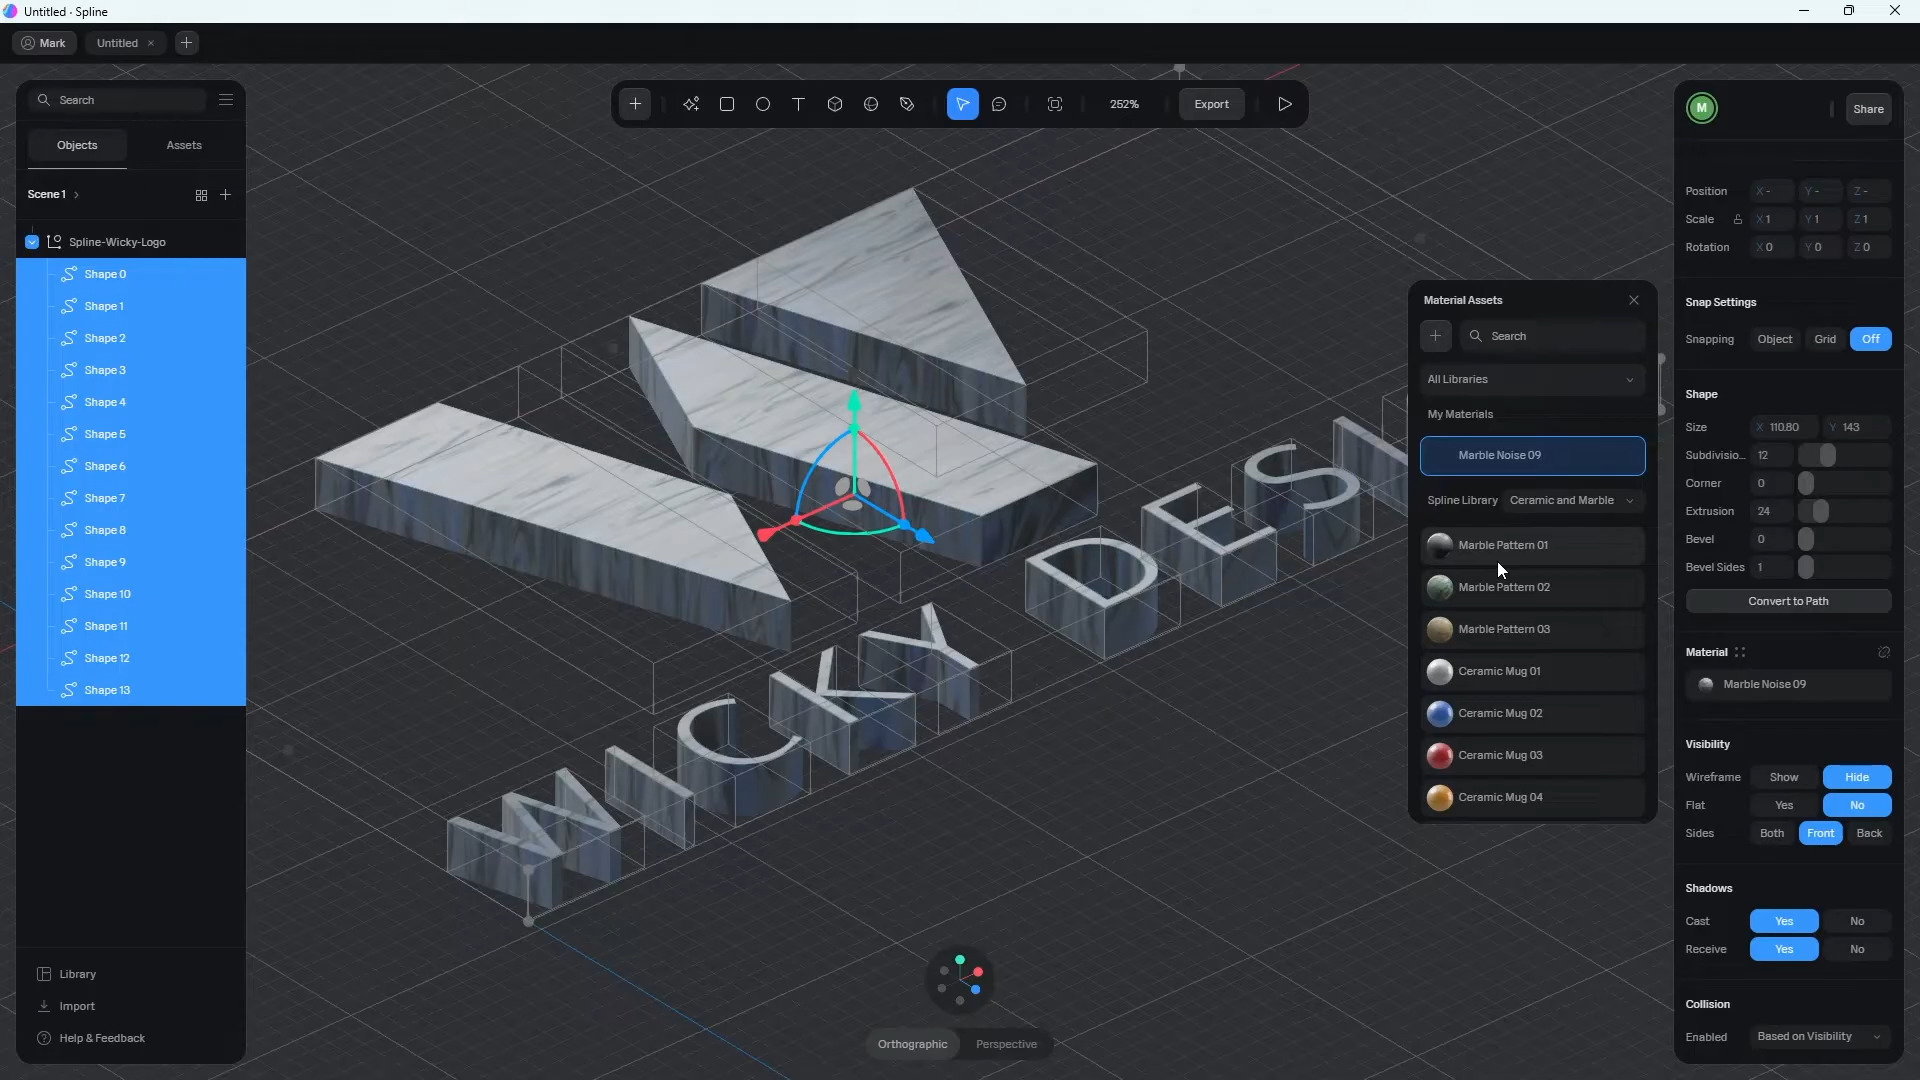 Untitled - Spline
Mark
Untitled
Search
Objects
Assets
Scene 1
Spline-Wicky-Logo
Shape 0
Shape 1
Shape 2
Shape 3
Shape 4
Shape 5
Shape 6
Shape 7
Shape 8
Shape 9
Shape 10
Shape 11
Shape 12
Shape 13
Library
Import
Help & Feedback
252%
Export
MICKY DESI
Orthographic
Perspective
Material Assets
Search
All Libraries
My Materials
Marble Noise 09
Spline Library
Ceramic and Marble
Marble Pattern 01
Marble Pattern 02
Marble Pattern 03
Ceramic Mug 01
Ceramic Mug 02
Ceramic Mug 03
Ceramic Mug 04
M
Share
Position X - Y - Z -
Scale X 1 Y 1 Z 1
Rotation X 0 Y 0 Z 0
Snap Settings
Snapping Object Grid Off
Shape
Size X 110.80 Y 143
Subdivisio... 12
Corner 0
Extrusion 24
Bevel 0
Bevel Sides 1
Convert to Path
Material
Marble Noise 09
Visibility
Wireframe Show Hide
Flat Yes No
Sides Both Front Back
Shadows
Cast Yes No
Receive Yes No
Collision
Enabled Based on Visibility